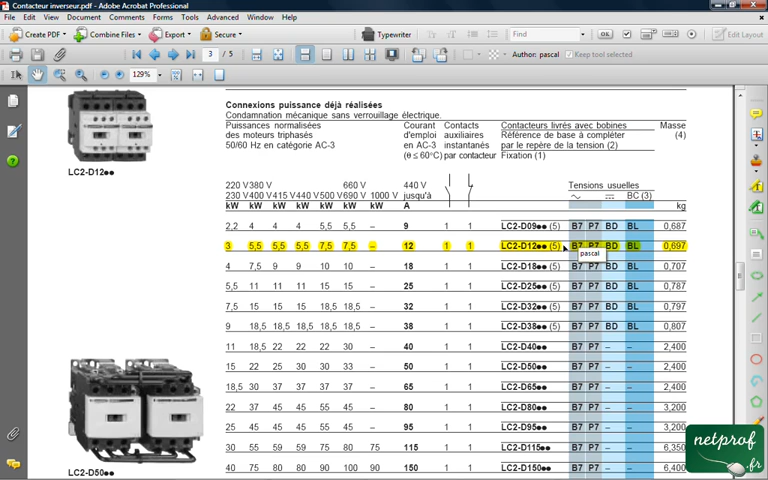 Contacteur inverseur.pdf - Adobe Acrobat Professional
File Edit View Document Comments Forms Tools Advanced Window Help
Create PDF Combine Files Export Secure Typewriter Find OK Edit Layout
3 / 5 Author: pascal Keep tool selected
129%
Connexions puissance déjà réalisées
Condamnation mécanique sans verrouillage électrique.
Puissances normalisées Courant Contacts Contacteurs livrés avec bobines Masse
des moteurs triphasés d'emploi auxiliaires Référence de base à compléter (4)
50/60 Hz en catégorie AC-3 en AC-3 instantanés par le repère de la tension (2)
(θ ≤ 60°C) par contacteur Fixation (1)
LC2-D12●●
220 V 380 V 660 V 440 V Tensions usuelles
230 V 400 V 415 V 440 V 500 V 690 V 1000 V jusqu'à BC (3)
kW kW kW kW kW kW kW A kg
2,2 4 4 4 5,5 5,5 – 9 1 1 LC2-D09●● (5) B7 P7 BD BL 0,687
3 5,5 5,5 5,5 7,5 7,5 – 12 1 1 LC2-D12●● (5) B7 P7 BD BL 0,697
pascal
4 7,5 9 9 10 10 – 18 1 1 LC2-D18●● (5) B7 P7 BD BL 0,707
5,5 11 11 11 15 15 – 25 1 1 LC2-D25●● (5) B7 P7 BD BL 0,787
7,5 15 15 15 18,5 18,5 – 32 1 1 LC2-D32●● (5) B7 P7 BD BL 0,797
9 18,5 18,5 18,5 18,5 18,5 – 38 1 1 LC2-D38●● (5) B7 P7 BD BL 0,807
11 18,5 22 22 22 30 – 40 1 1 LC2-D40●● B7 P7 – – 2,400
15 22 25 30 30 33 – 50 1 1 LC2-D50●● B7 P7 – – 2,400
18,5 30 37 37 37 37 – 65 1 1 LC2-D65●● B7 P7 – – 2,400
22 37 45 45 55 45 – 80 1 1 LC2-D80●● B7 P7 – – 3,200
25 45 45 45 55 45 – 95 1 1 LC2-D95●● B7 P7 – – 3,200
30 55 59 59 75 80 75 115 1 1 LC2-D115●● B7 P7 – – 6,350
40 75 80 80 90 100 90 150 1 1 LC2-D150●● B7 P7 – – 6,400
LC2-D50●●
netprof
.fr